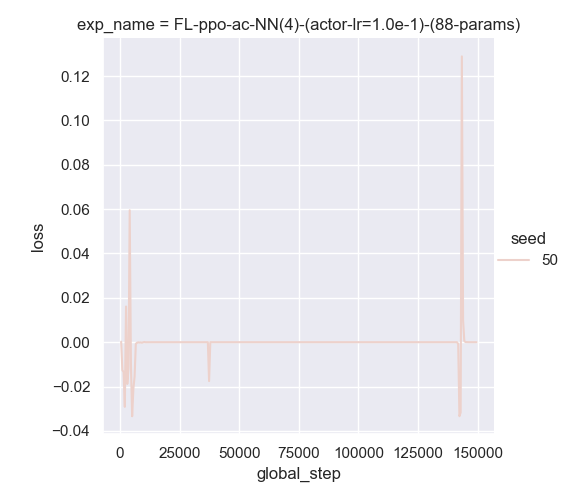 exp_name = FL-ppo-ac-NN(4)-(actor-lr=1.0e-1)-(88-params)
0.12
0.10
0.08
0.06
0.04
0.02
0.00
−0.02
−0.04
loss
0 25000 50000 75000 100000 125000 150000
global_step
seed
50